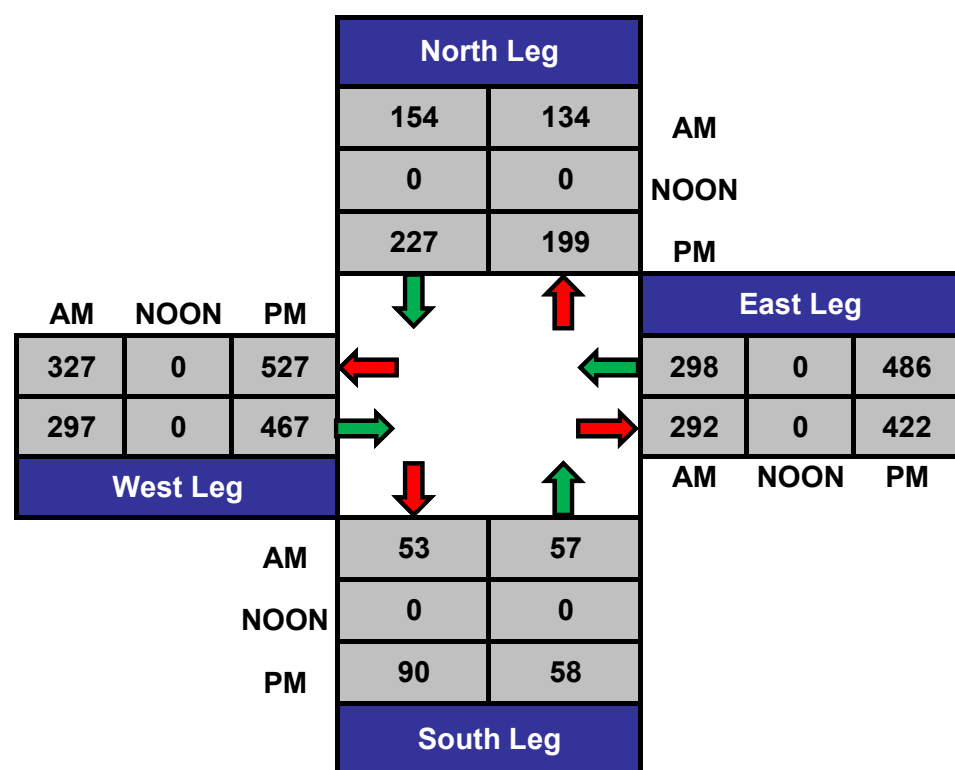 North Leg
154 134 AM
0 0 NOON
227 199 PM
AM NOON PM
East Leg
327 0 527
298 0 486
297 0 467
292 0 422
West Leg
AM NOON PM
AM 53 57
NOON 0 0
PM 90 58
South Leg